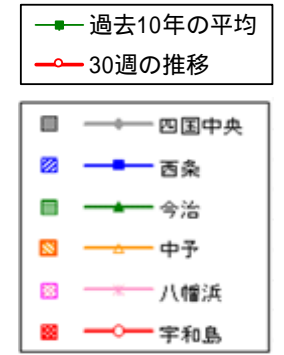 過去10年の平均
30週の推移
四国中央
西条
今治
中予
八幡浜
宇和島